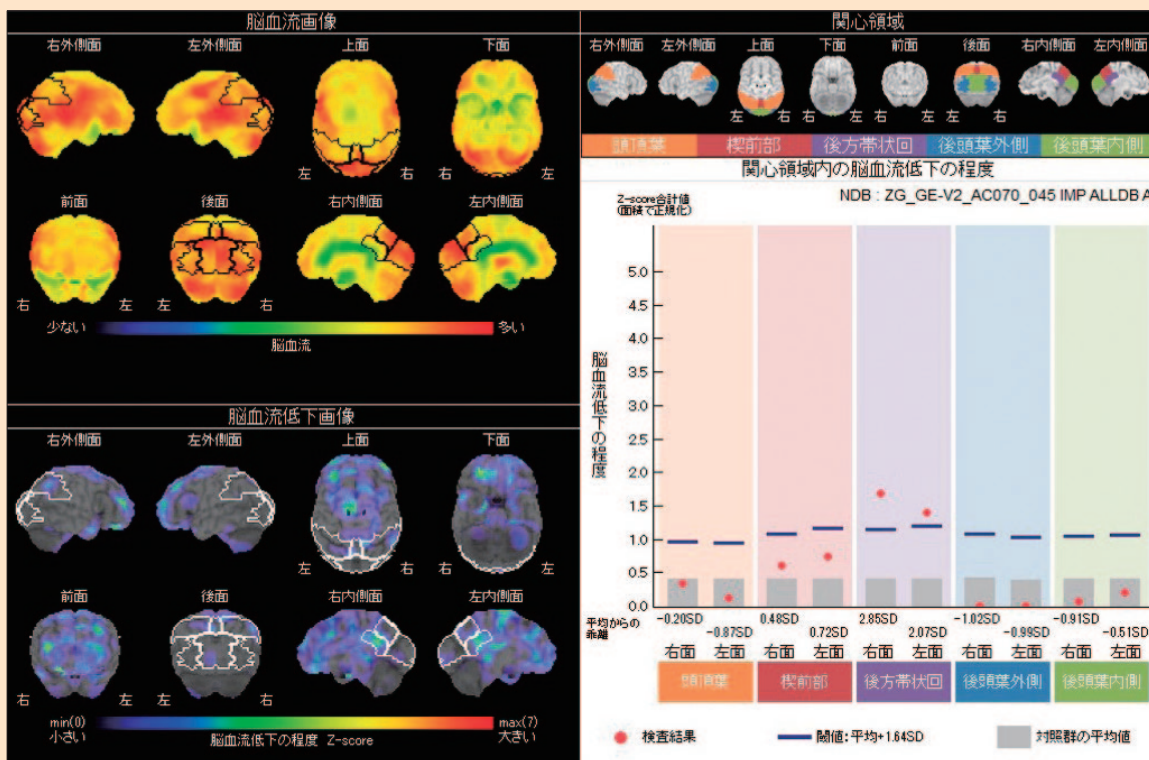 脳血流画像
右外側面 左外側面 上面 下面
左 右 右 左
前面 後面 右内側面 左内側面
右 左 左 右
少ない 多い
脳血流
脳血流低下画像
右外側面 左外側面 上面 下面
左 右 右 左
前面 後面 右内側面 左内側面
右 左 左 右
min(0) max(7)
小さい 脳血流低下の程度 Z-score 大きい
関心領域
右外側面 左外側面 上面 下面 前面 後面 右内側面 左内側面
左 右 右 左 右 左 左 右
頭頂葉 楔前部 後方帯状回 後頭葉外側 後頭葉内側
関心領域内の脳血流低下の程度
Z-score合計値
(面積で正規化)
NDB : ZG_GE-V2_AC070_045 IMP ALLDB A
脳血流低下の程度
5.0
4.5
4.0
3.5
3.0
2.5
2.0
1.5
1.0
0.5
0.0
平均からの
乖離
-0.20SD 0.48SD 2.85SD -1.02SD -0.91SD
-0.87SD 0.72SD 2.07SD -0.99SD -0.51SD
右面 左面 右面 左面 右面 左面 右面 左面 右面 左面
頭頂葉 楔前部 後方帯状回 後頭葉外側 後頭葉内側
検査結果 閾値:平均+1.64SD 対照群の平均値